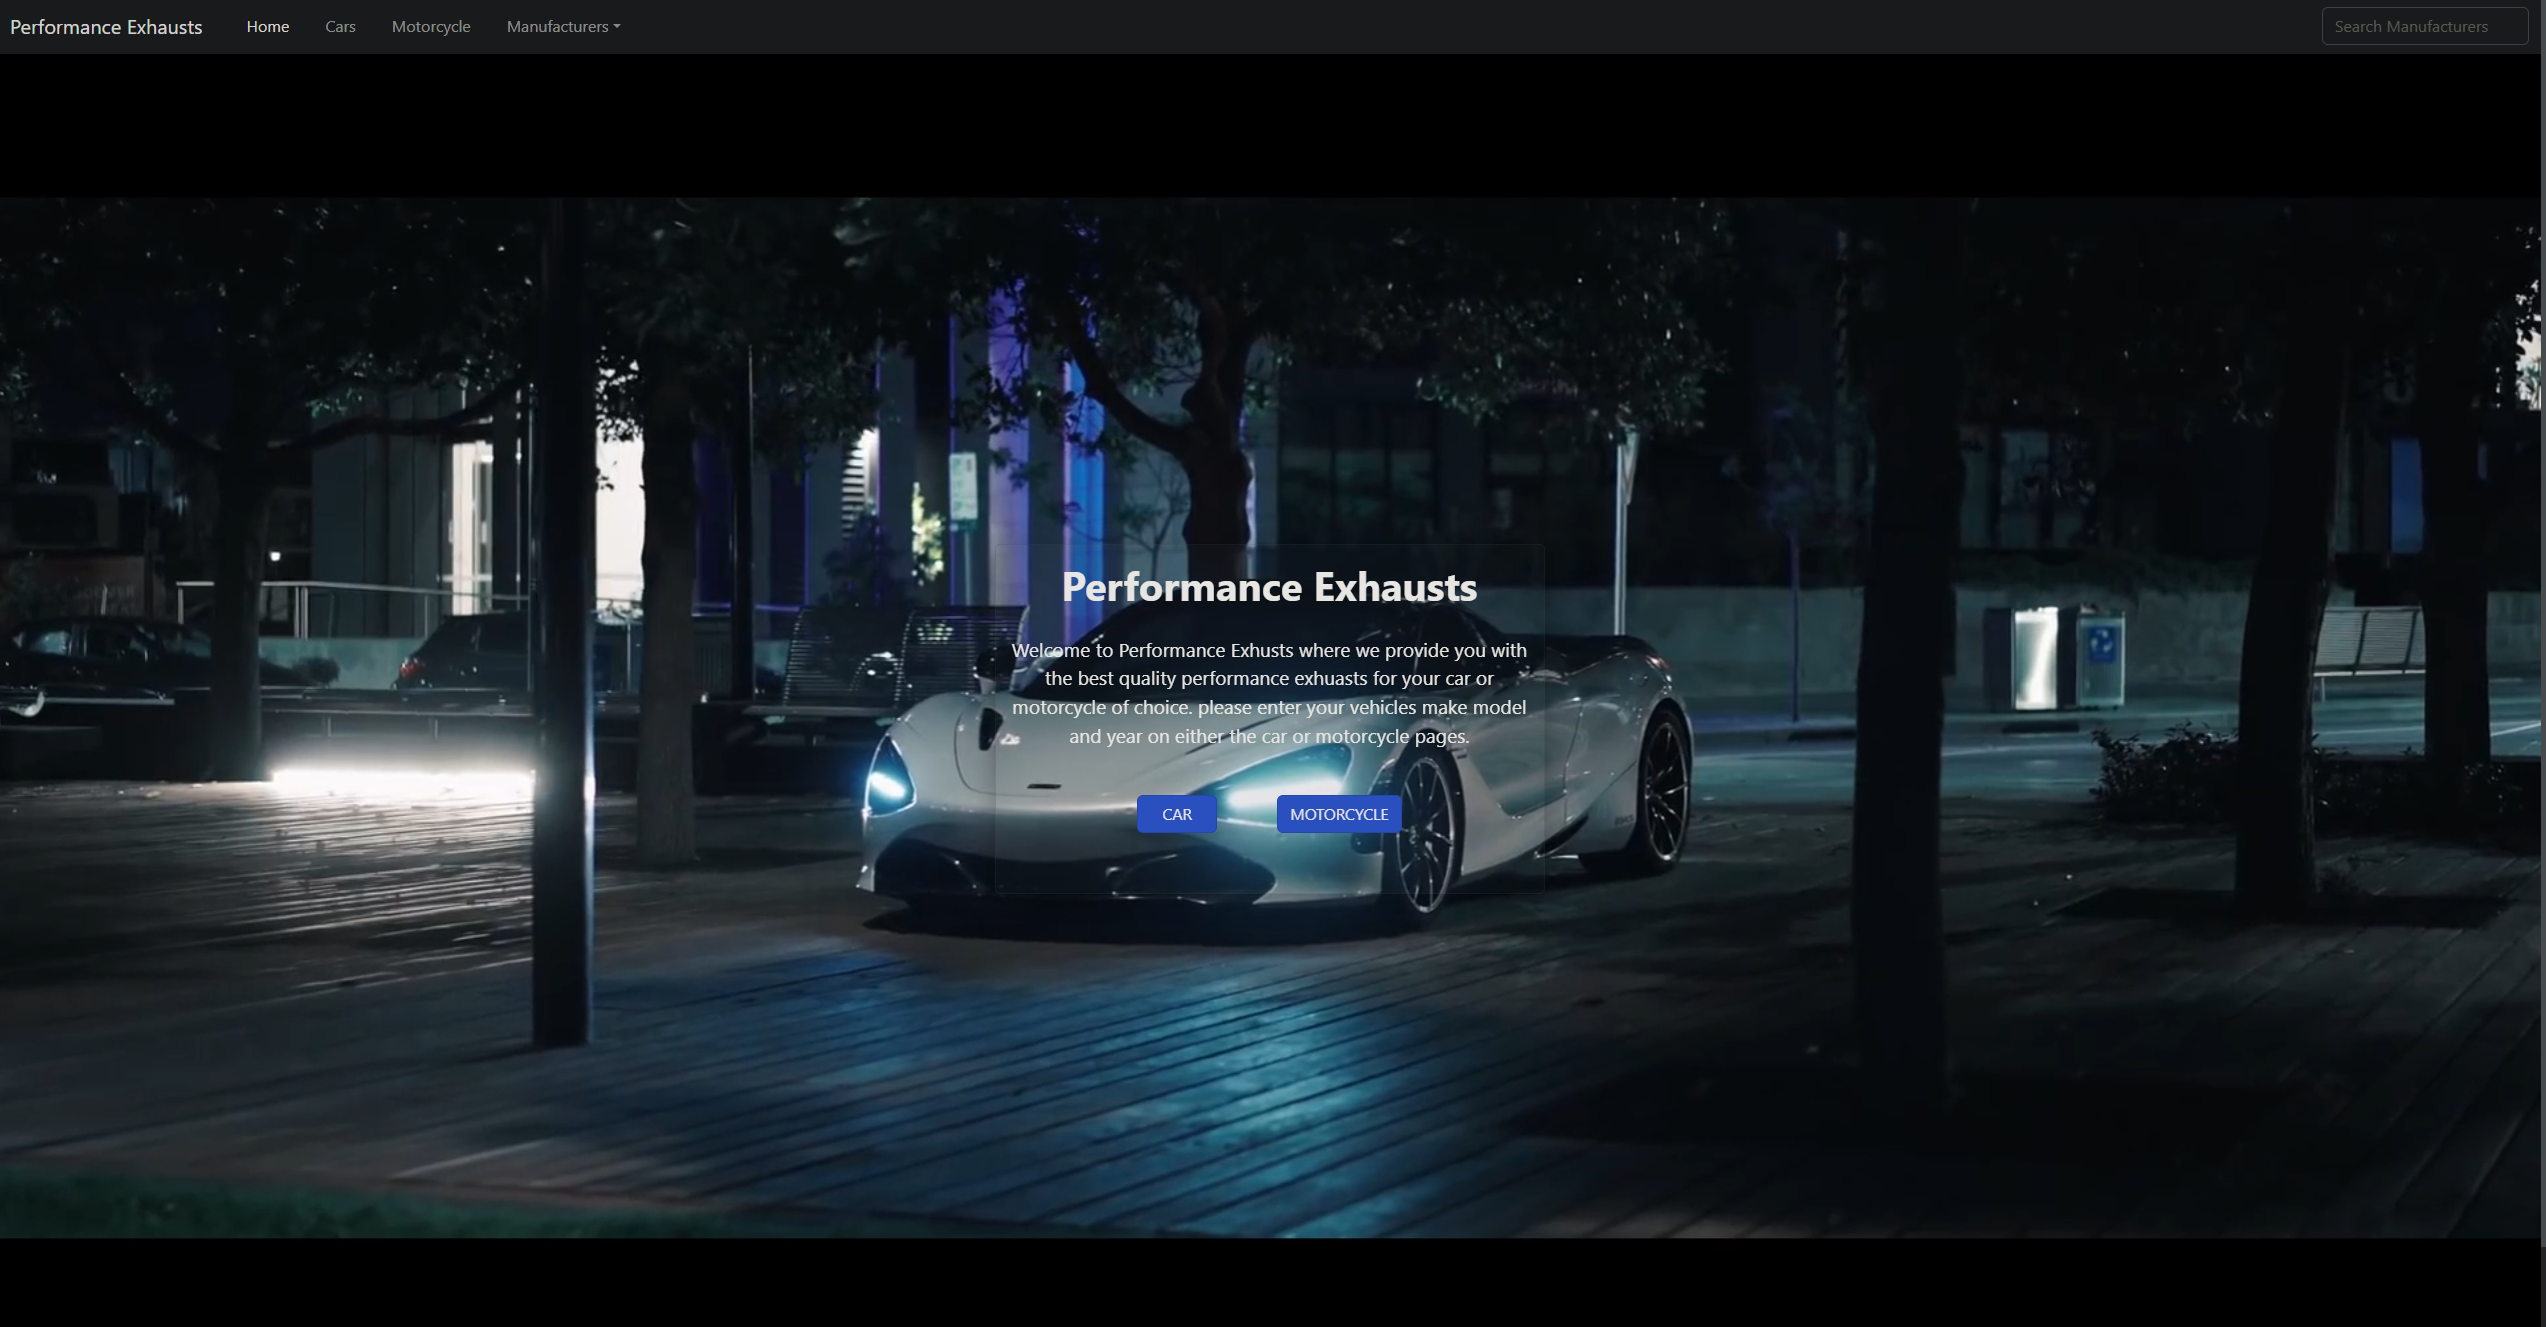 Performance Exhausts
Home
Cars
Motorcycle
Manufacturers
Search Manufacturers
Performance Exhausts
Welcome to Performance Exhusts where we provide you with
the best quality performance exhuasts for your car or
motorcycle of choice. please enter your vehicles make model
and year on either the car or motorcycle pages.
CAR
MOTORCYCLE